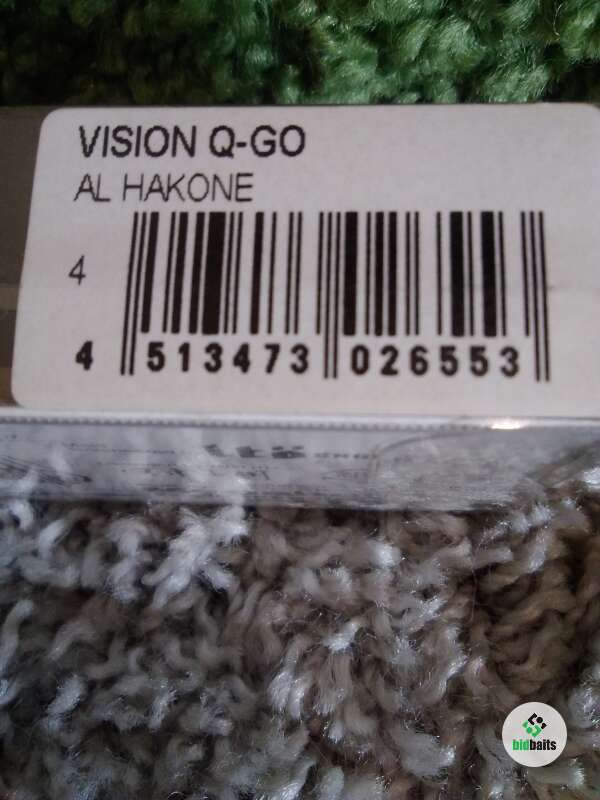 VISION Q-GO
AL HAKONE
4
4 513473 026553
bidbaits